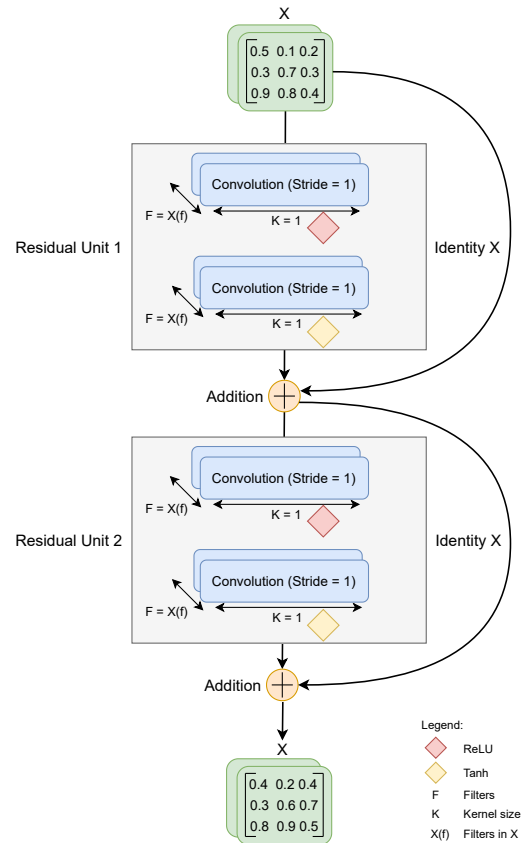 X
0.5 0.1 0.2
0.3 0.7 0.3
0.9 0.8 0.4
Convolution (Stride = 1)
F = X(f)
K = 1
Residual Unit 1
Identity X
Convolution (Stride = 1)
F = X(f)
K = 1
Addition
Convolution (Stride = 1)
F = X(f)
K = 1
Residual Unit 2
Identity X
Convolution (Stride = 1)
F = X(f)
K = 1
Addition
X
0.4 0.2 0.4
0.3 0.6 0.7
0.8 0.9 0.5
Legend:
ReLU
Tanh
F Filters
K Kernel size
X(f) Filters in X